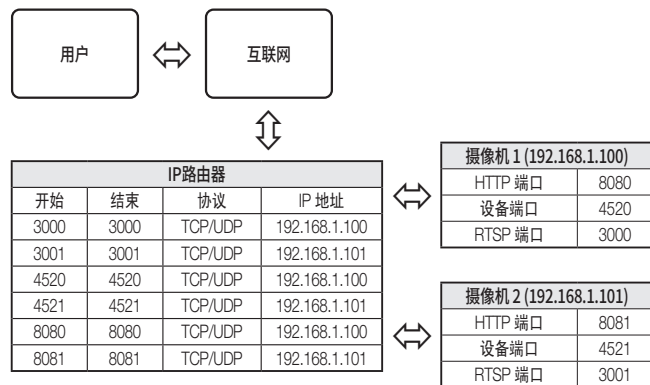 用户
互联网
IP路由器
开始 结束 协议 IP 地址
3000 3000 TCP/UDP 192.168.1.100
3001 3001 TCP/UDP 192.168.1.101
4520 4520 TCP/UDP 192.168.1.100
4521 4521 TCP/UDP 192.168.1.101
8080 8080 TCP/UDP 192.168.1.100
8081 8081 TCP/UDP 192.168.1.101
摄像机 1 (192.168.1.100)
HTTP 端口 8080
设备端口 4520
RTSP 端口 3000
摄像机 2 (192.168.1.101)
HTTP 端口 8081
设备端口 4521
RTSP 端口 3001